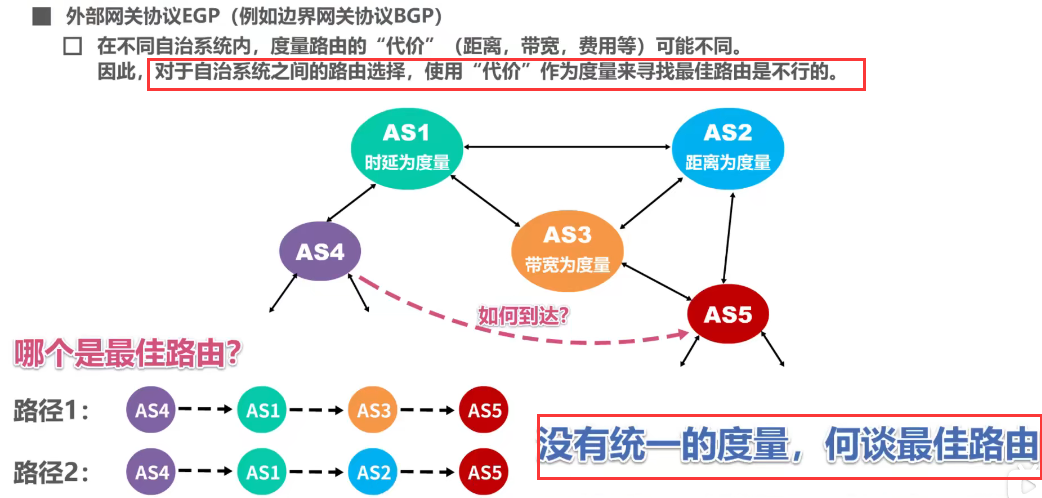 外部网关协议EGP（例如边界网关协议BGP）
在不同自治系统内，度量路由的“代价”（距离，带宽，费用等）可能不同。
因此，对于自治系统之间的路由选择，使用“代价”作为度量来寻找最佳路由是不行的。
AS1
时延为度量
AS2
距离为度量
AS3
带宽为度量
AS4
AS5
如何到达？
哪个是最佳路由？
路径1： AS4 AS1 AS3 AS5
路径2： AS4 AS1 AS2 AS5
没有统一的度量，何谈最佳路由